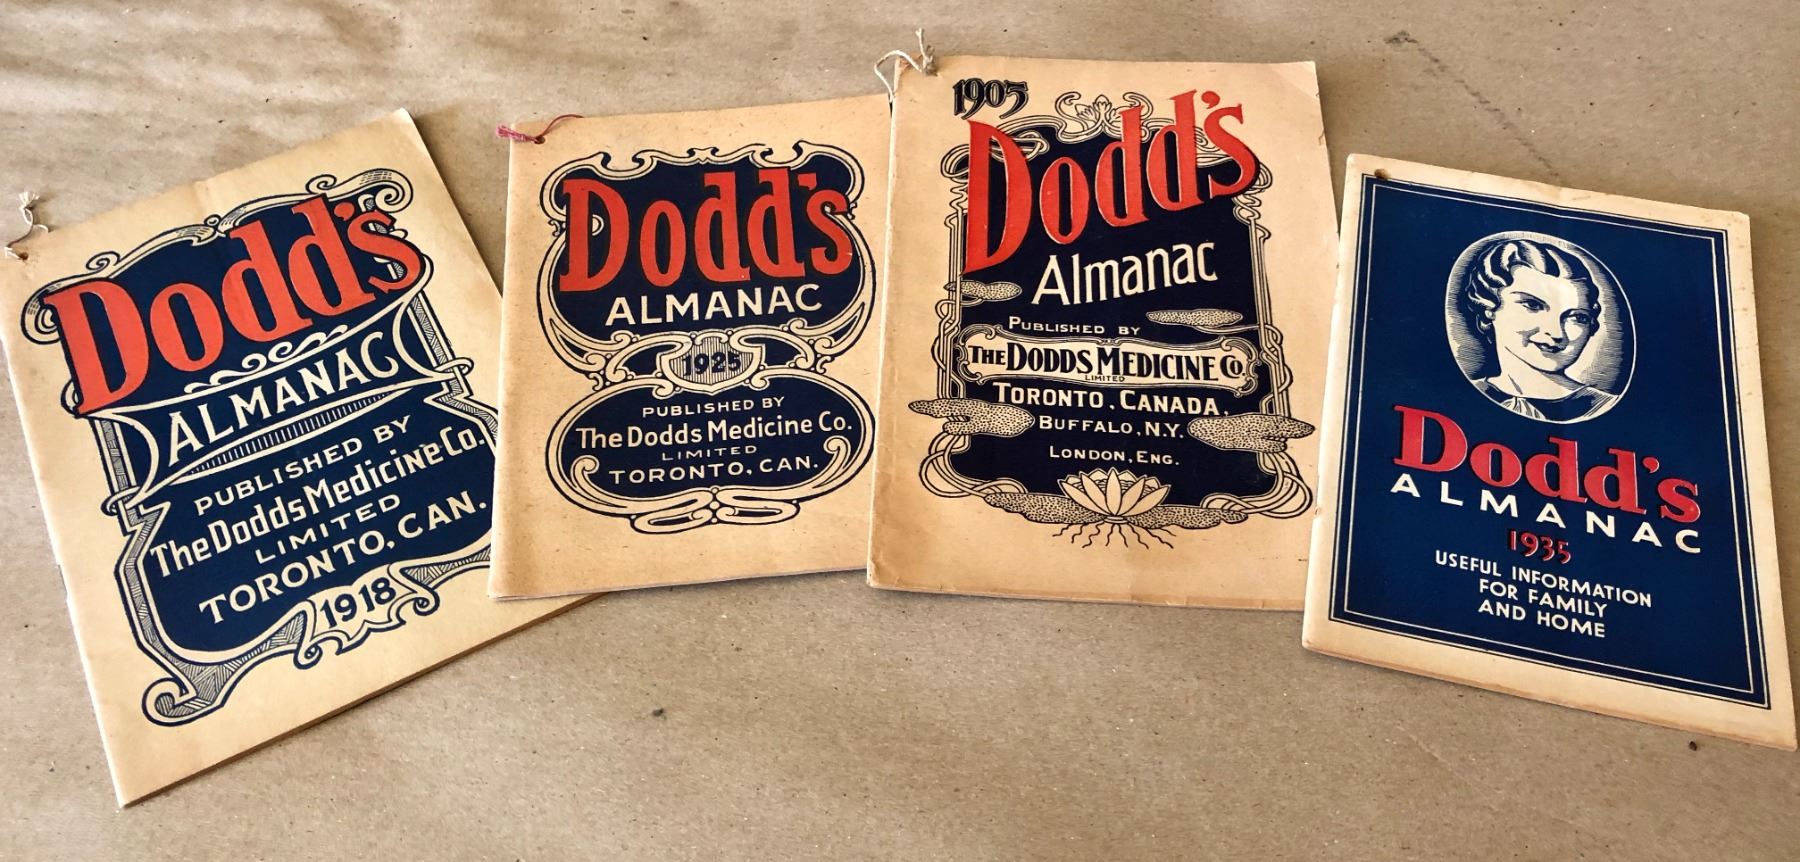 Dodd's
ALMANAC
PUBLISHED BY
The Dodds Medicine Co.
LIMITED
TORONTO, CAN.
1918
Dodd's
ALMANAC
1925
PUBLISHED BY
The Dodds Medicine Co.
LIMITED
TORONTO, CAN.
1905
Dodd's
Almanac
PUBLISHED BY
THE DODDS MEDICINE CO.
LIMITED
TORONTO, CANADA,
BUFFALO, N.Y.
LONDON, ENG.
Dodd's
ALMANAC
1935
USEFUL INFORMATION
FOR FAMILY
AND HOME